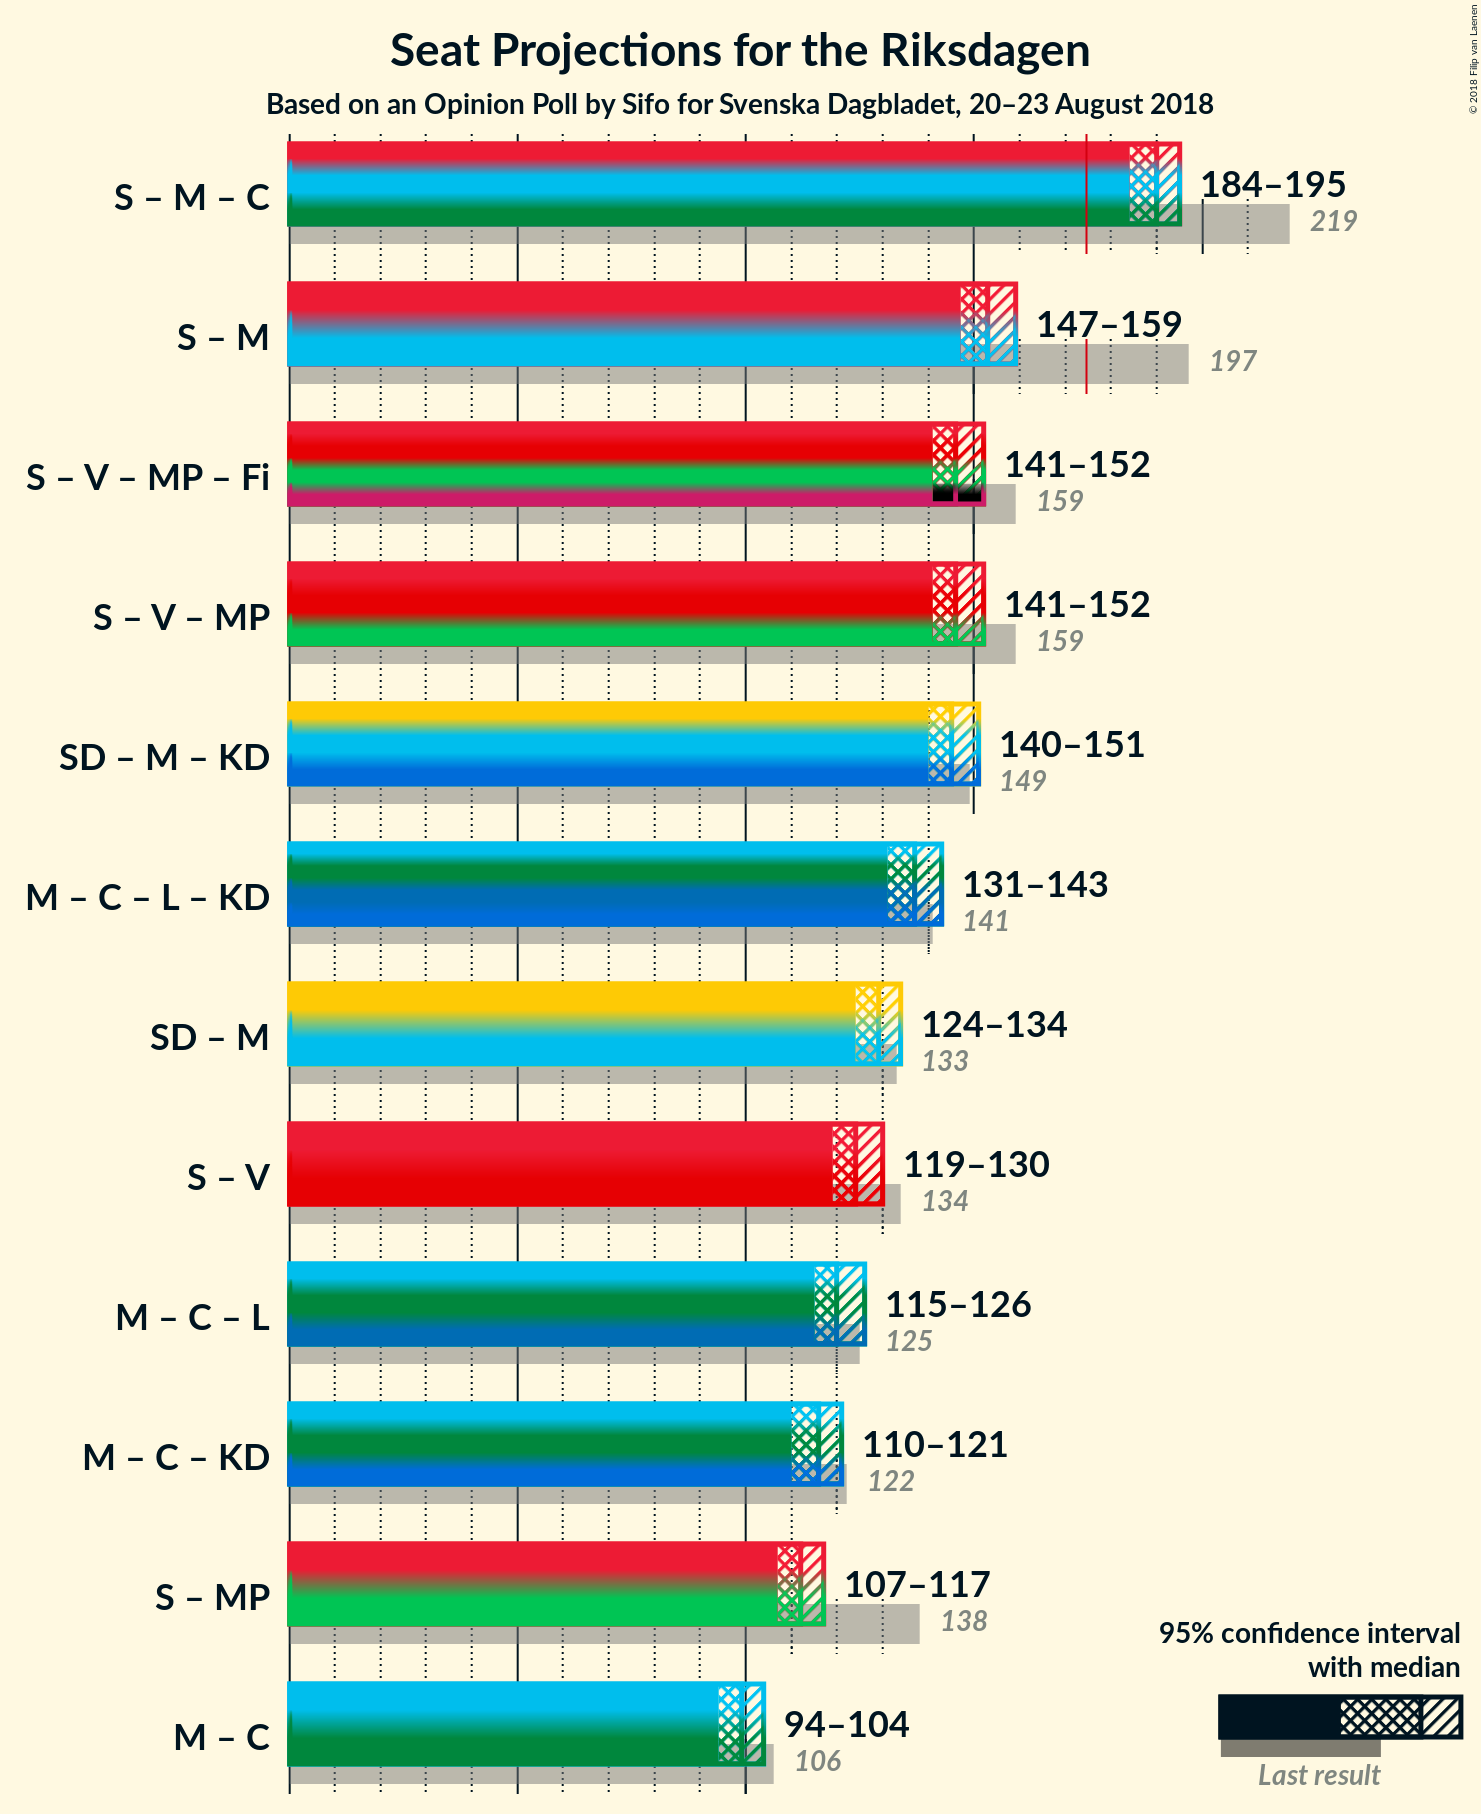 Seat Projections for the Riksdagen
Based on an Opinion Poll by Sifo for Svenska Dagbladet, 20–23 August 2018
© 2018 Filip van Laenen
S – M – C
184–195
219
S – M
147–159
197
S – V – MP – Fi
141–152
159
S – V – MP
141–152
159
SD – M – KD
140–151
149
M – C – L – KD
131–143
141
SD – M
124–134
133
S – V
119–130
134
M – C – L
115–126
125
M – C – KD
110–121
122
S – MP
107–117
138
M – C
94–104
106
95% confidence interval
with median
Last result